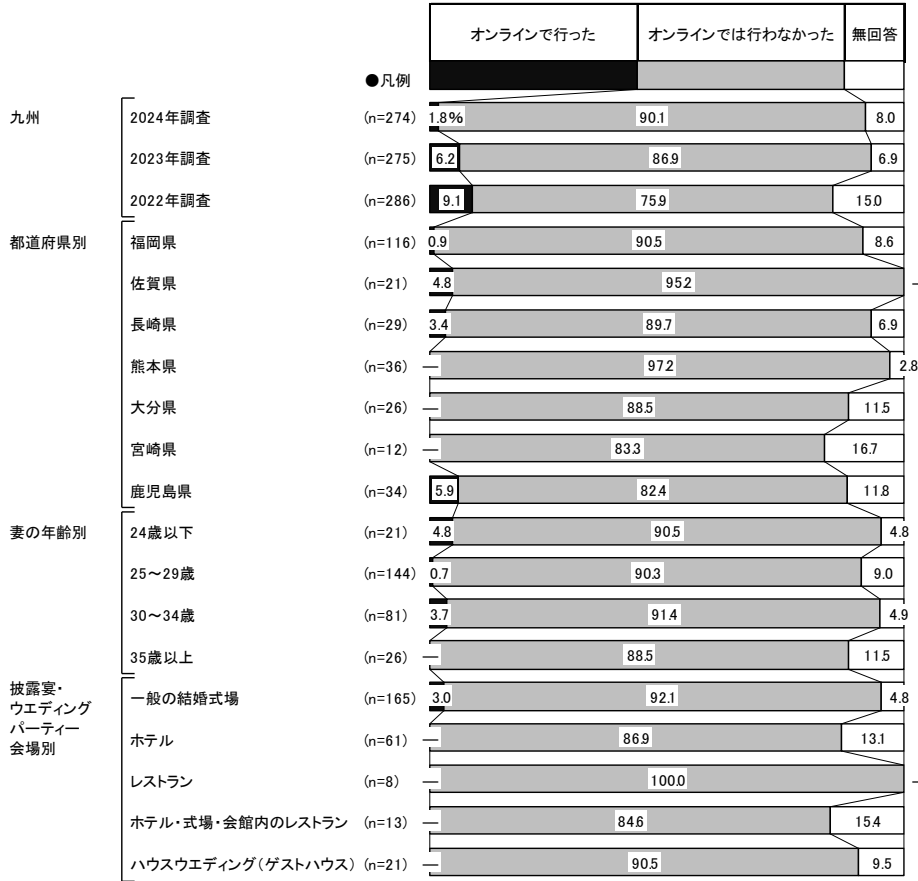 オンラインで行った オンラインでは行わなかった 無回答
●凡例
九州 2024年調査 (n=274) 1.8% 90.1 8.0
2023年調査 (n=275) 6.2 86.9 6.9
2022年調査 (n=286) 9.1 75.9 15.0
都道府県別 福岡県 (n=116) 0.9 90.5 8.6
佐賀県 (n=21) 4.8 95.2 -
長崎県 (n=29) 3.4 89.7 6.9
熊本県 (n=36) - 97.2 2.8
大分県 (n=26) - 88.5 11.5
宮崎県 (n=12) - 83.3 16.7
鹿児島県 (n=34) 5.9 82.4 11.8
妻の年齢別 24歳以下 (n=21) 4.8 90.5 4.8
25～29歳 (n=144) 0.7 90.3 9.0
30～34歳 (n=81) 3.7 91.4 4.9
35歳以上 (n=26) - 88.5 11.5
披露宴・
ウエディング
パーティー
会場別
一般の結婚式場 (n=165) 3.0 92.1 4.8
ホテル (n=61) - 86.9 13.1
レストラン (n=8) - 100.0 -
ホテル・式場・会館内のレストラン (n=13) - 84.6 15.4
ハウスウエディング(ゲストハウス) (n=21) - 90.5 9.5